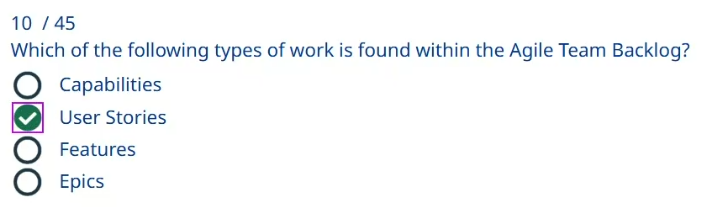 10 / 45
Which of the following types of work is found within the Agile Team Backlog?
Capabilities
User Stories
Features
Epics